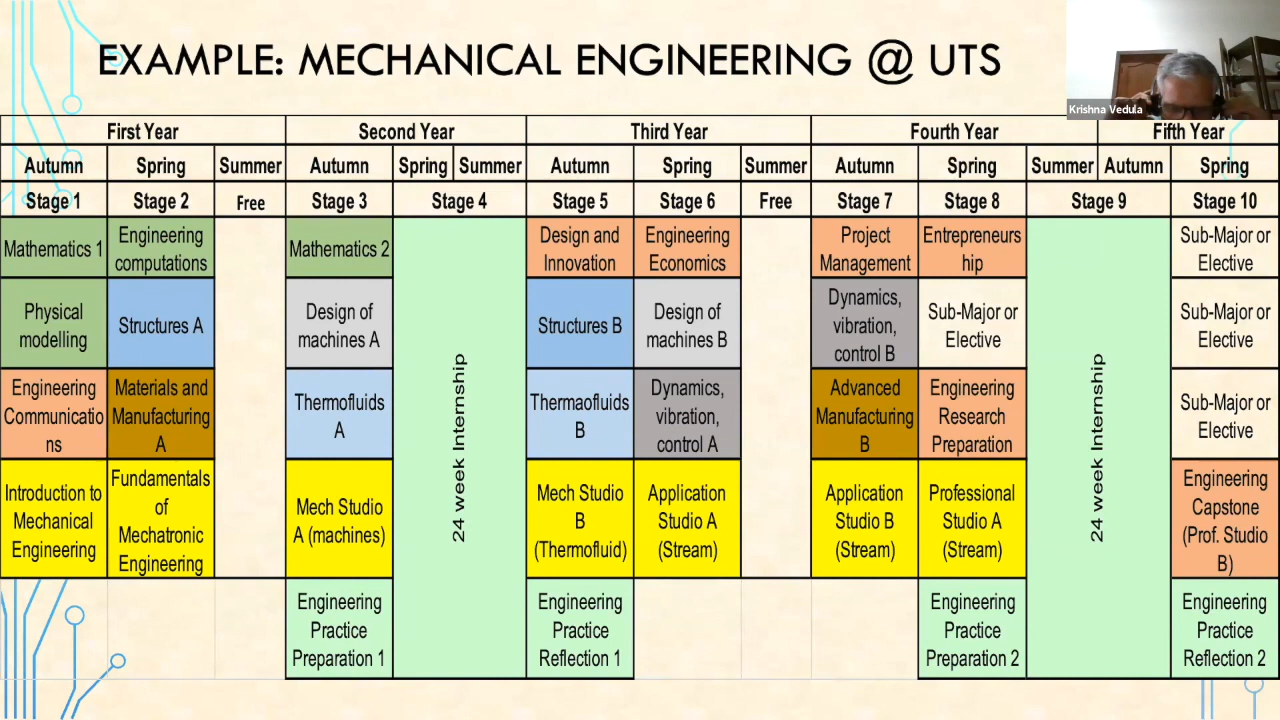 EXAMPLE: MECHANICAL ENGINEERING @ UTS
Krishna Vedula
First Year
Second Year
Third Year
Fourth Year
Fifth Year
Autumn
Spring
Summer
Autumn
Spring
Summer
Autumn
Spring
Summer
Autumn
Spring
Summer
Autumn
Spring
Stage 1
Stage 2
Free
Stage 3
Stage 4
Stage 5
Stage 6
Free
Stage 7
Stage 8
Stage 9
Stage 10
Mathematics 1
Engineering
computations
Mathematics 2
Design and
Innovation
Engineering
Economics
Project
Management
Entrepreneurs
hip
Sub-Major or
Elective
Physical
modelling
Structures A
Design of
machines A
Structures B
Design of
machines B
Dynamics,
vibration,
control B
Sub-Major or
Elective
Sub-Major or
Elective
Engineering
Communicatio
ns
Materials and
Manufacturing
A
Thermofluids
A
24 week Internship
Thermaofluids
B
Dynamics,
vibration,
control A
Advanced
Manufacturing
B
Engineering
Research
Preparation
24 week Internship
Sub-Major or
Elective
Introduction to
Mechanical
Engineering
Fundamentals
of
Mechatronic
Engineering
Mech Studio
A (machines)
Mech Studio
B
(Thermofluid)
Application
Studio A
(Stream)
Application
Studio B
(Stream)
Professional
Studio A
(Stream)
Engineering
Capstone
(Prof. Studio
B)
Engineering
Practice
Preparation 1
Engineering
Practice
Reflection 1
Engineering
Practice
Preparation 2
Engineering
Practice
Reflection 2